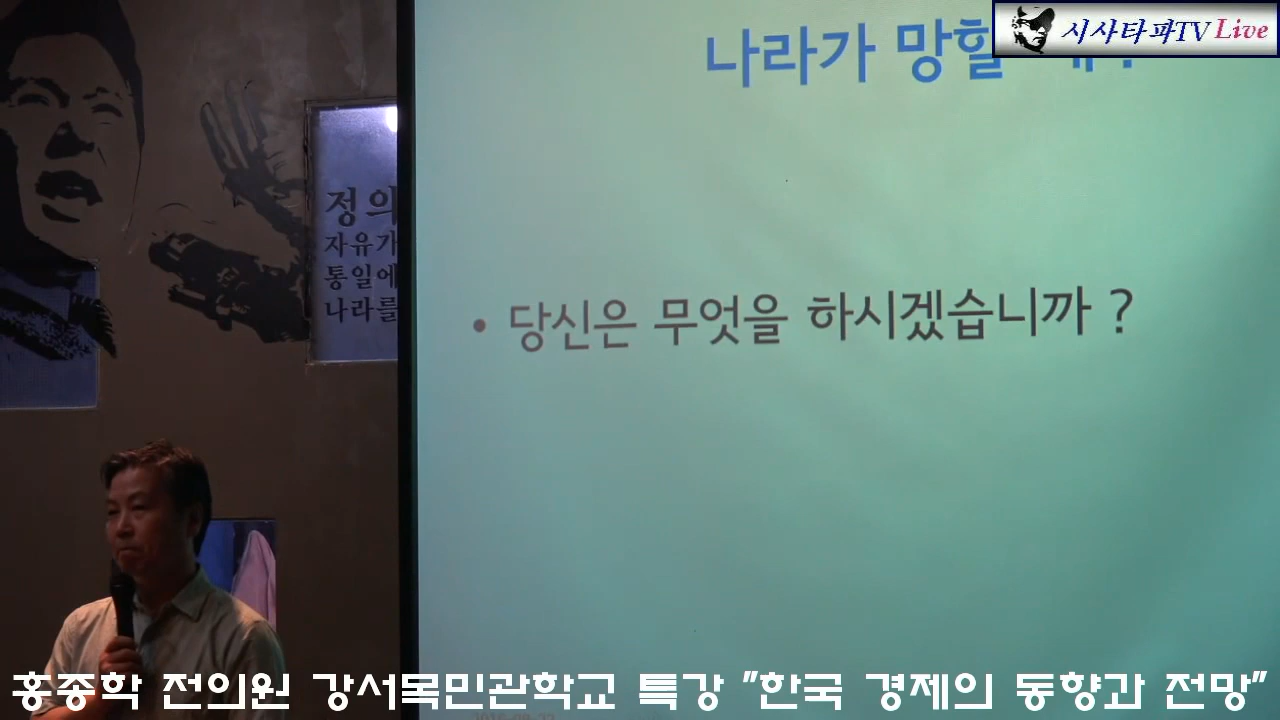 시사타파TV Live
나라가 망할
정의
자유가
통일에
나라를
• 당신은 무엇을 하시겠습니까 ?
홍종학 전의원 강서목민관학교 특강 "한국 경제의 동향과 전망"